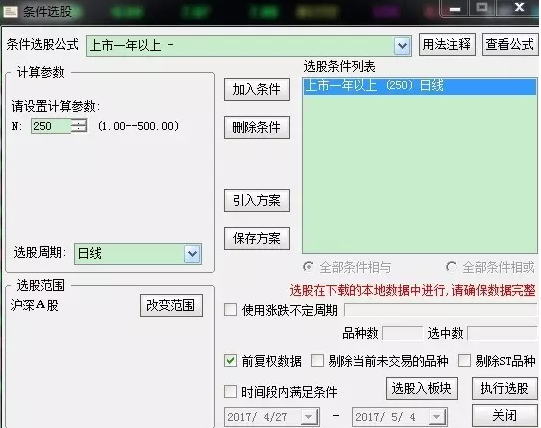 条件选股
条件选股公式 上市一年以上 - 用法注释 查看公式
计算参数
请设置计算参数:
N: 250 (1.00--500.00)
选股周期: 日线
加入条件
删除条件
引入方案
保存方案
选股条件列表
上市一年以上 (250) 日线
全部条件相与 全部条件相或
选股范围
沪深A股 改变范围
选股在下载的本地数据中进行,请确保数据完整
使用涨跌不定周期
品种数 选中数
前复权数据 剔除当前未交易的品种 剔除ST品种
时间段内满足条件 选股入板块 执行选股
2017/ 4/27 - 2017/ 5/ 4 关闭